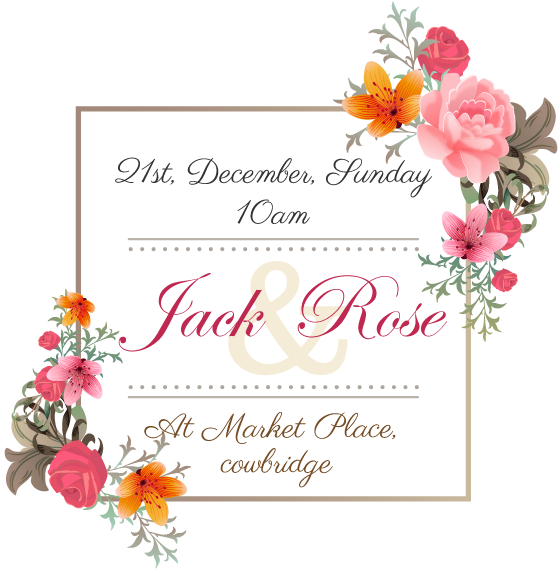 21st, December, Sunday
10am
Jack & Rose
At Market Place,
cowbridge